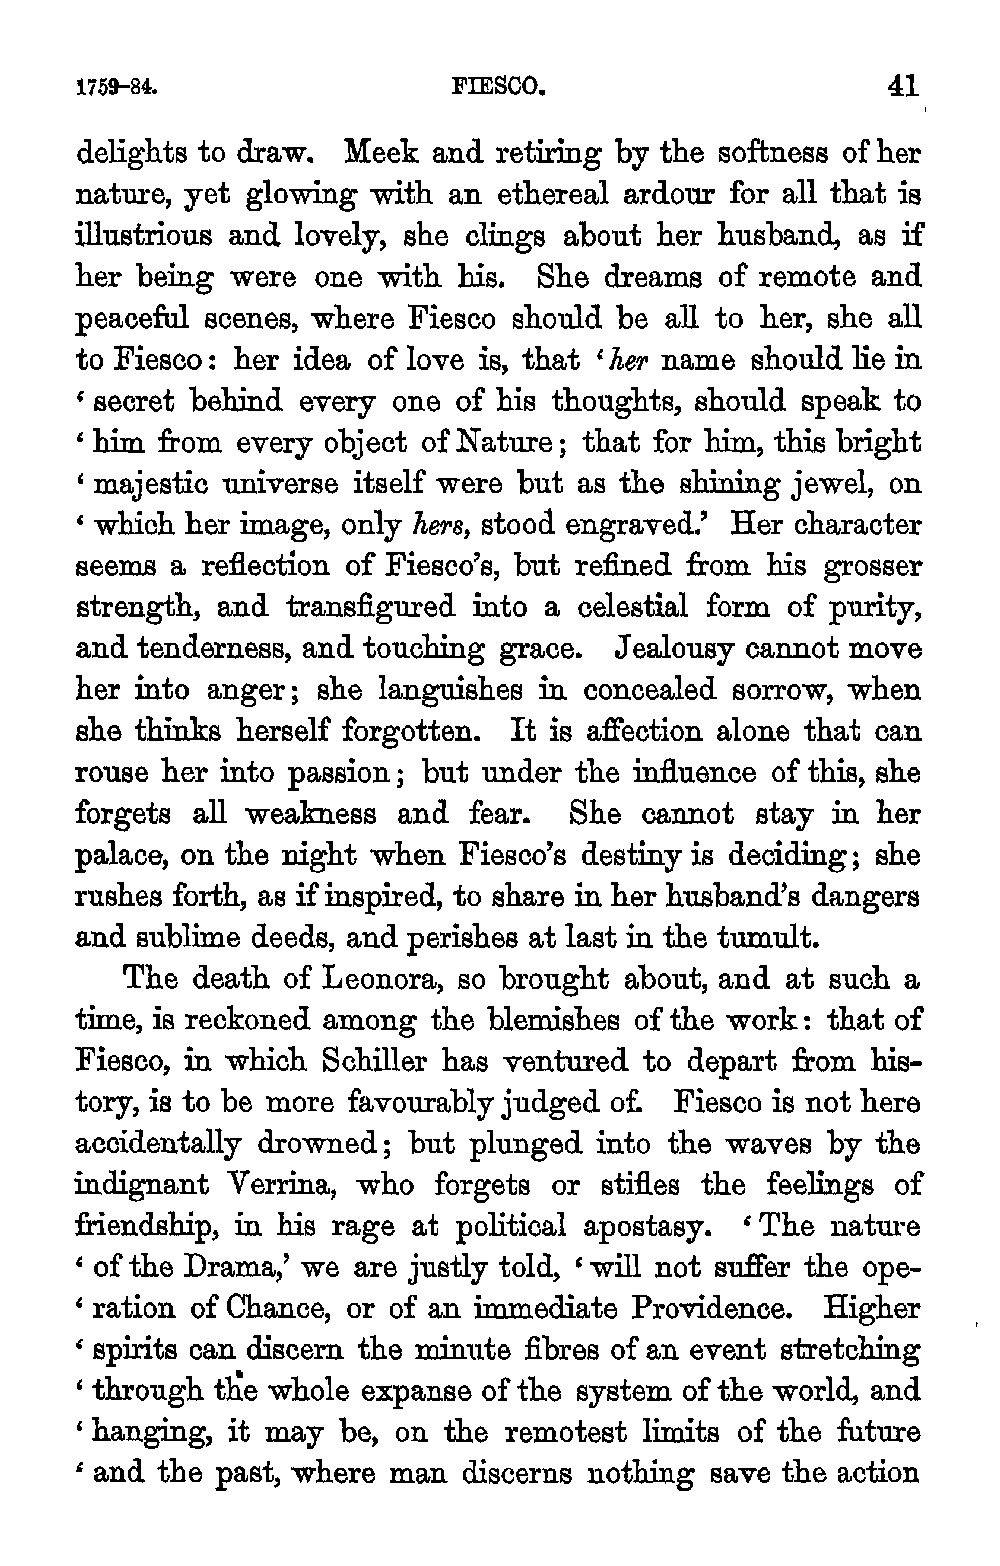 1759–84. FIESCO. 41
delights to draw. Meek and retiring by the softness of her
nature, yet glowing with an ethereal ardour for all that is
illustrious and lovely, she clings about her husband, as if
her being were one with his. She dreams of remote and
peaceful scenes, where Fiesco should be all to her, she all
to Fiesco: her idea of love is, that ‘her name should lie in
‘ secret behind every one of his thoughts, should speak to
‘ him from every object of Nature; that for him, this bright
‘ majestic universe itself were but as the shining jewel, on
‘ which her image, only hers, stood engraved.’ Her character
seems a reflection of Fiesco’s, but refined from his grosser
strength, and transfigured into a celestial form of purity,
and tenderness, and touching grace. Jealousy cannot move
her into anger; she languishes in concealed sorrow, when
she thinks herself forgotten. It is affection alone that can
rouse her into passion; but under the influence of this, she
forgets all weakness and fear. She cannot stay in her
palace, on the night when Fiesco’s destiny is deciding; she
rushes forth, as if inspired, to share in her husband’s dangers
and sublime deeds, and perishes at last in the tumult.
The death of Leonora, so brought about, and at such a
time, is reckoned among the blemishes of the work: that of
Fiesco, in which Schiller has ventured to depart from his-
tory, is to be more favourably judged of. Fiesco is not here
accidentally drowned; but plunged into the waves by the
indignant Verrina, who forgets or stifles the feelings of
friendship, in his rage at political apostasy. ‘ The nature
‘ of the Drama,’ we are justly told, ‘ will not suffer the ope-
‘ ration of Chance, or of an immediate Providence. Higher
‘ spirits can discern the minute fibres of an event stretching
‘ through the whole expanse of the system of the world, and
‘ hanging, it may be, on the remotest limits of the future
‘ and the past, where man discerns nothing save the action